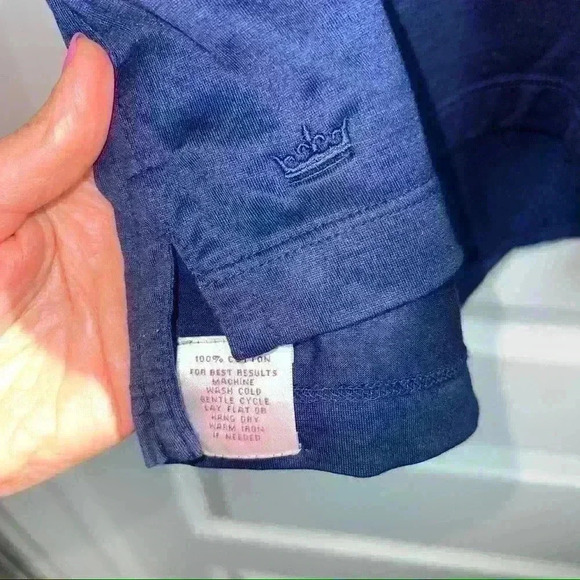 100% COTTON
FOR BEST RESULTS
MACHINE
WASH COLD
GENTLE CYCLE
LAY FLAT OR
HANG DRY
WARM IRON
IF NEEDED